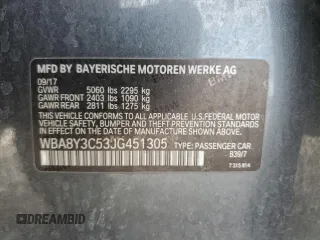 MFD BY BAYERISCHE MOTOREN WERKE AG
09/17
GVWR 5060 lbs 2295 kg
GAWR FRONT 2403 lbs 1090 kg
GAWR REAR 2811 lbs 1275 kg
THIS VEHICLE CONFORMS TO ALL APPLICABLE
U.S. FEDERAL MOTOR VEHICLE SAFETY, BUMPER,
AND THEFT PREVENTION STANDARDS IN EFFECT
ON THE DATE OF MANUFACTURE SHOWN ABOVE.
WBA8Y3C53JG451305
TYPE: PASSENGER CAR
B39/7
AUTOBIDMASTER